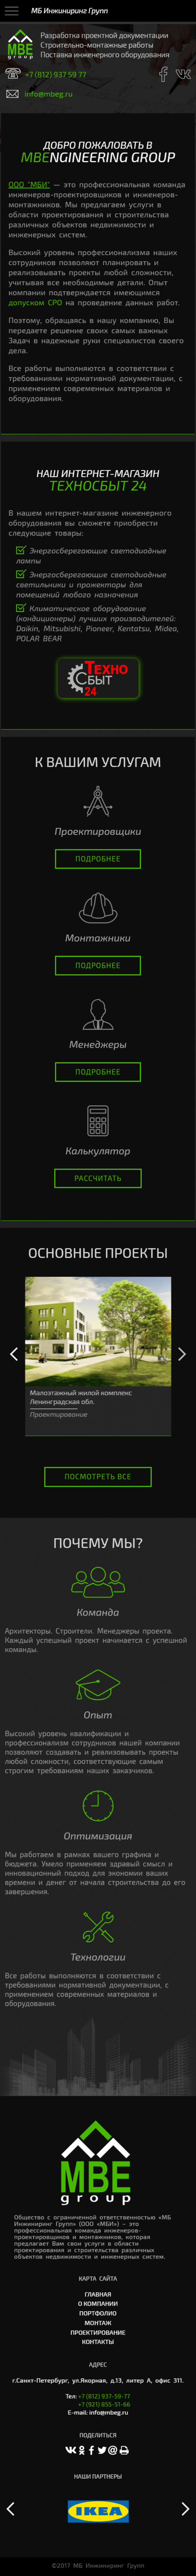 МБ Инжиниринг Групп
MBE
group
Разработка проектной документации
Строительно-монтажные работы
Поставка инженерного оборудования
+7 (812) 937 59 77
info@mbeg.ru
ДОБРО ПОЖАЛОВАТЬ В
MBENGINEERING GROUP
ООО "МБИ" — это профессиональная команда
инженеров-проектировщиков и инженеров-
монтажников. Мы предлагаем услуги в
области проектирования и строительства
различных объектов недвижимости и
инженерных систем.
Высокий уровень профессионализма наших
сотрудников позволяют планировать и
реализовывать проекты любой сложности,
учитывая все необходимые детали. Опыт
компании подтверждается имеющимся
допуском СРО на проведение данных работ.
Поэтому, обращаясь в нашу компанию, Вы
передаете решение своих самых важных
Задач в надежные руки специалистов своего
дела.
Все работы выполняются в соответствии с
требованиями нормативной документации, с
применением современных материалов и
оборудования.
НАШ ИНТЕРНЕТ-МАГАЗИН
ТЕХНОСБЫТ 24
В нашем интернет-магазине инженерного
оборудования вы сможете приобрести
следующие товары:
Энергосберегающие светодиодные
лампы
Энергосберегающие светодиодные
светильники и прожекторы для
помещений любого назначения
Климатическое оборудование
(кондиционеры) лучших производителей:
Daikin, Mitsubishi, Pioneer, Kentatsu, Midea,
POLAR BEAR
ТЕХНО
СБЫТ
24
К ВАШИМ УСЛУГАМ
Проектировщики
ПОДРОБНЕЕ
Монтажники
ПОДРОБНЕЕ
Менеджеры
ПОДРОБНЕЕ
Калькулятор
РАССЧИТАТЬ
ОСНОВНЫЕ ПРОЕКТЫ
Малоэтажный жилой комплекс
Ленинградская обл.
Проектирование
ПОСМОТРЕТЬ ВСЕ
ПОЧЕМУ МЫ?
Команда
Архитекторы. Строители. Менеджеры проекта.
Каждый успешный проект начинается с успешной
команды.
Опыт
Высокий уровень квалификации и
профессионализма сотрудников нашей компании
позволяют создавать и реализовывать проекты
любой сложности, соответствующие самым
строгим требованиям наших заказчиков.
Оптимизация
Мы работаем в рамках вашего графика и
бюджета. Умело применяем здравый смысл и
инновационный подход для экономии ваших
времени и денег от начала строительства до его
завершения.
Технологии
Все работы выполняются в соответствии с
требованиями нормативной документации, с
применением современных материалов и
оборудования.
MBE
group
Общество с ограниченной ответственностью «МБ
Инжиниринг Групп» (ООО «МБИ») – это
профессиональная команда инженеров-
проектировщиков и монтажников, которая
предлагает Вам свои услуги в области
проектирования и строительства различных
объектов недвижимости и инженерных систем.
КАРТА САЙТА
ГЛАВНАЯ
О КОМПАНИИ
ПОРТФОЛИО
МОНТАЖ
ПРОЕКТИРОВАНИЕ
КОНТАКТЫ
АДРЕС
г.Санкт-Петербург, ул.Якорная, д.13, литер А, офис 311.
Тел: +7 (812) 937-59-77
+7 (921) 855-51-66
E-mail: info@mbeg.ru
ПОДЕЛИТЬСЯ
НАШИ ПАРТНЕРЫ
IKEA
©2017 МБ Инжиниринг Групп